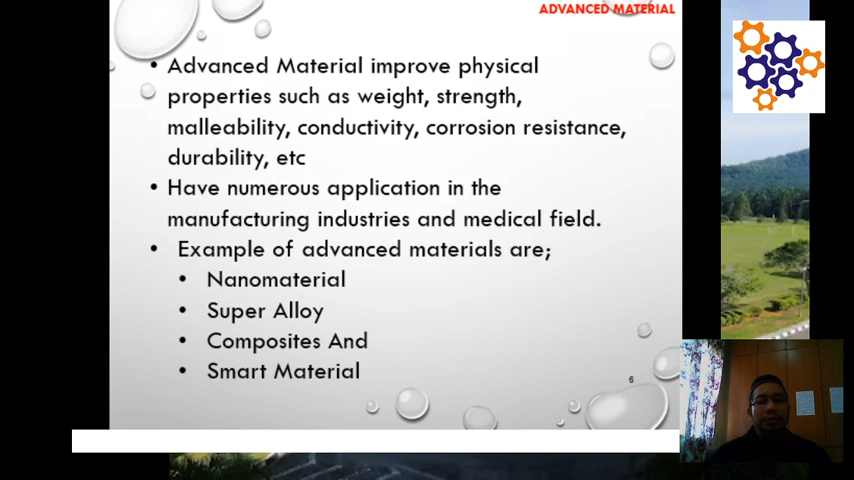 ADVANCED MATERIAL
• Advanced Material improve physical
properties such as weight, strength,
malleability, conductivity, corrosion resistance,
durability, etc
• Have numerous application in the
manufacturing industries and medical field.
• Example of advanced materials are;
• Nanomaterial
• Super Alloy
• Composites And
• Smart Material
6